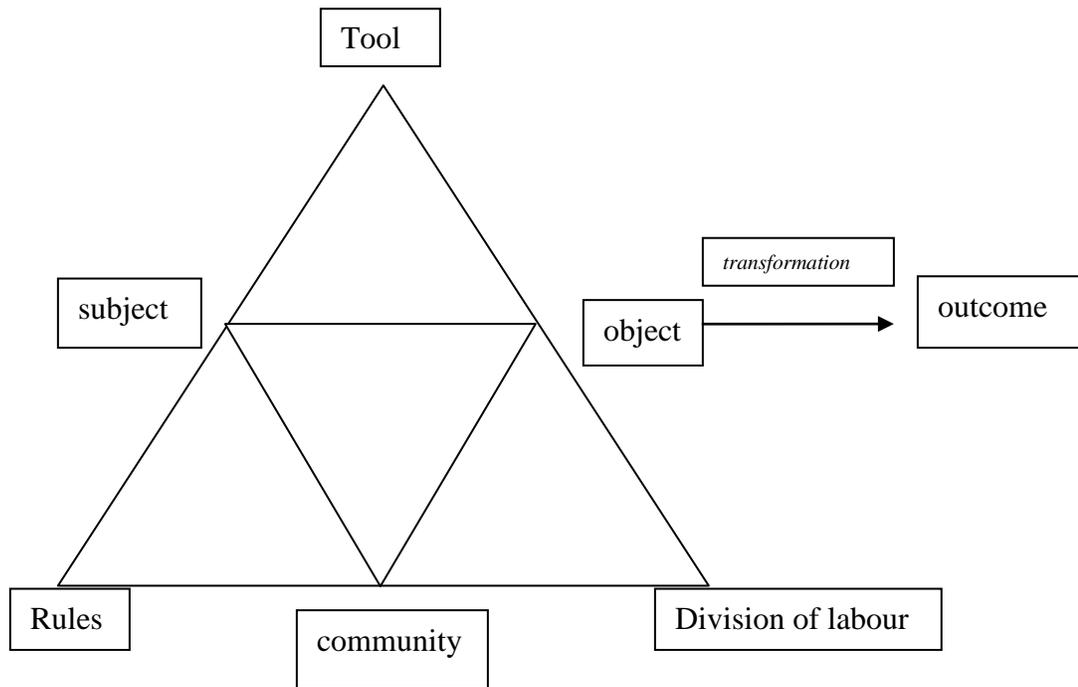 Tool
transformation
subject
object
outcome
Rules
community
Division of labour